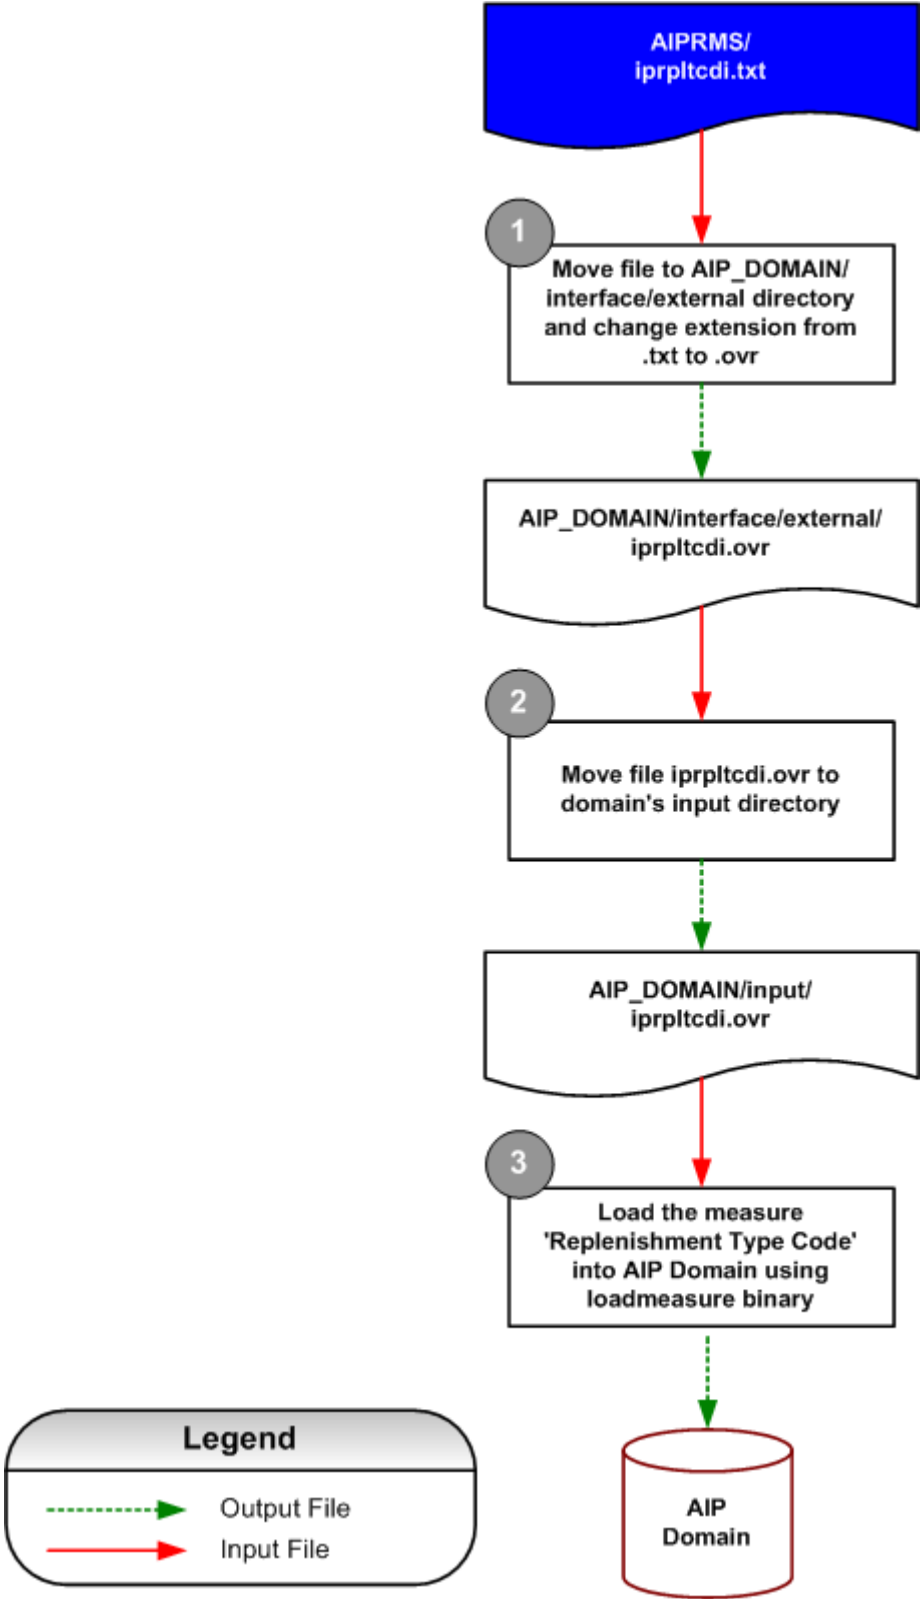 AIPRMS/
iprpltcdi.txt
1
Move file to AIP_DOMAIN/
interface/external directory
and change extension from
.txt to .ovr
AIP_DOMAIN/interface/external/
iprpltcdi.ovr
2
Move file iprpltcdi.ovr to
domain's input directory
AIP_DOMAIN/input/
iprpltcdi.ovr
3
Load the measure
'Replenishment Type Code'
into AIP Domain using
loadmeasure binary
AIP
Domain
Legend
Output File
Input File